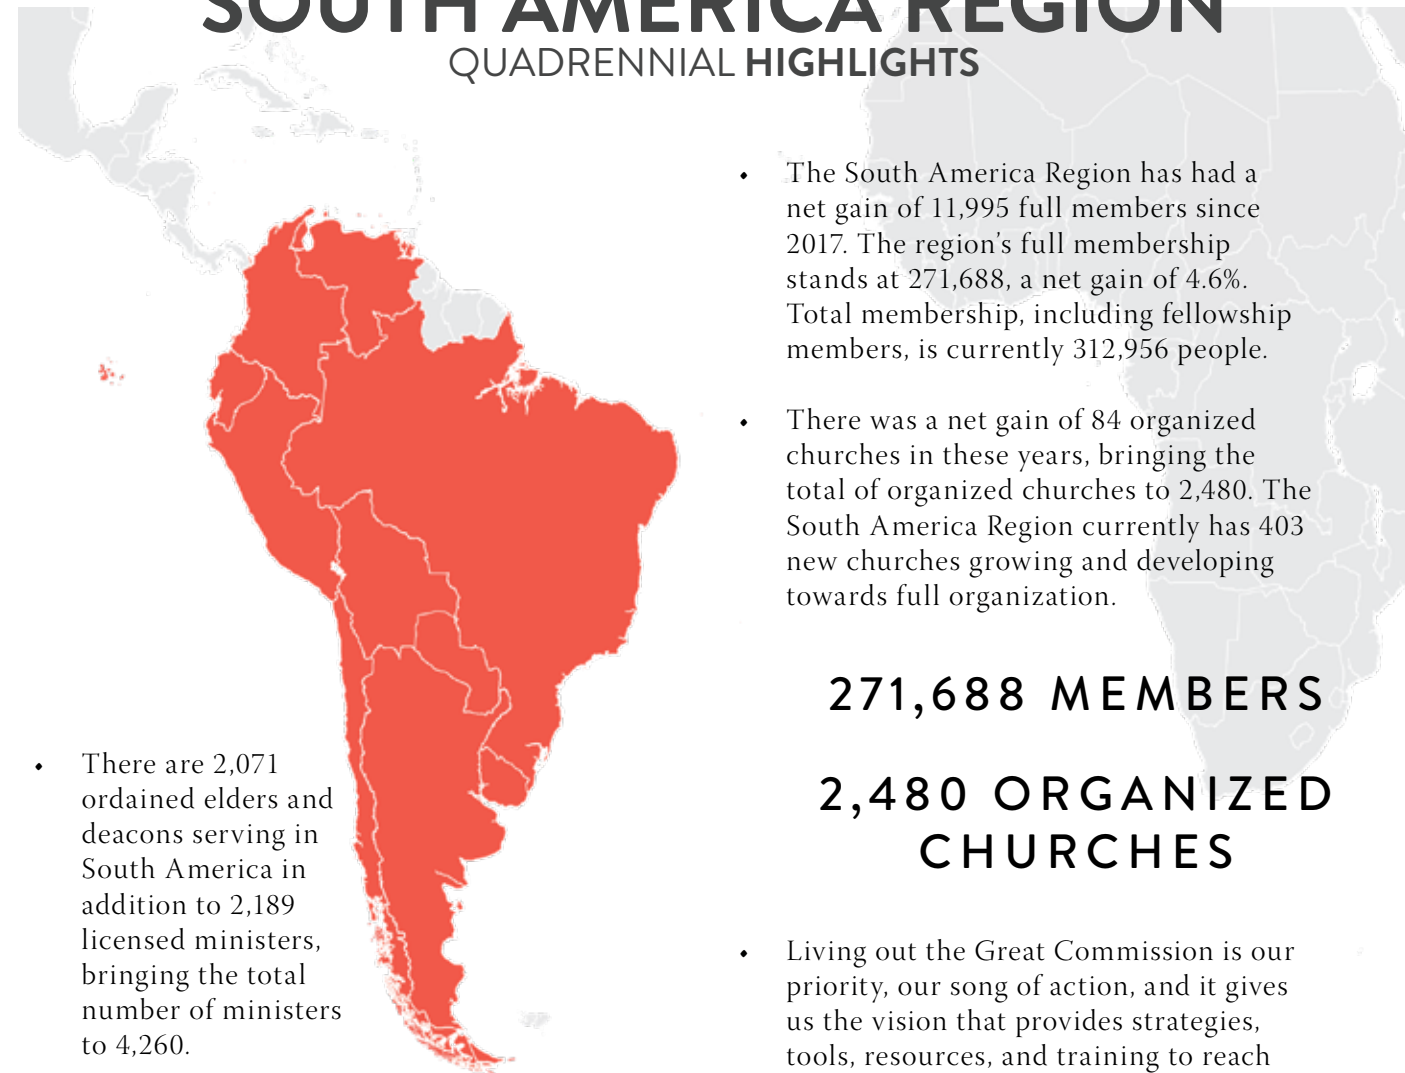 SOUTH AMERICA REGION
QUADRENNIAL HIGHLIGHTS
• The South America Region has had a
net gain of 11,995 full members since
2017. The region's full membership
stands at 271,688, a net gain of 4.6%.
Total membership, including fellowship
members, is currently 312,956 people.
• There was a net gain of 84 organized
churches in these years, bringing the
total of organized churches to 2,480. The
South America Region currently has 403
new churches growing and developing
towards full organization.
271,688 MEMBERS
2,480 ORGANIZED
CHURCHES
• There are 2,071
ordained elders and
deacons serving in
South America in
addition to 2,189
licensed ministers,
bringing the total
number of ministers
to 4,260.
• Living out the Great Commission is our
priority, our song of action, and it gives
us the vision that provides strategies,
tools, resources, and training to reach